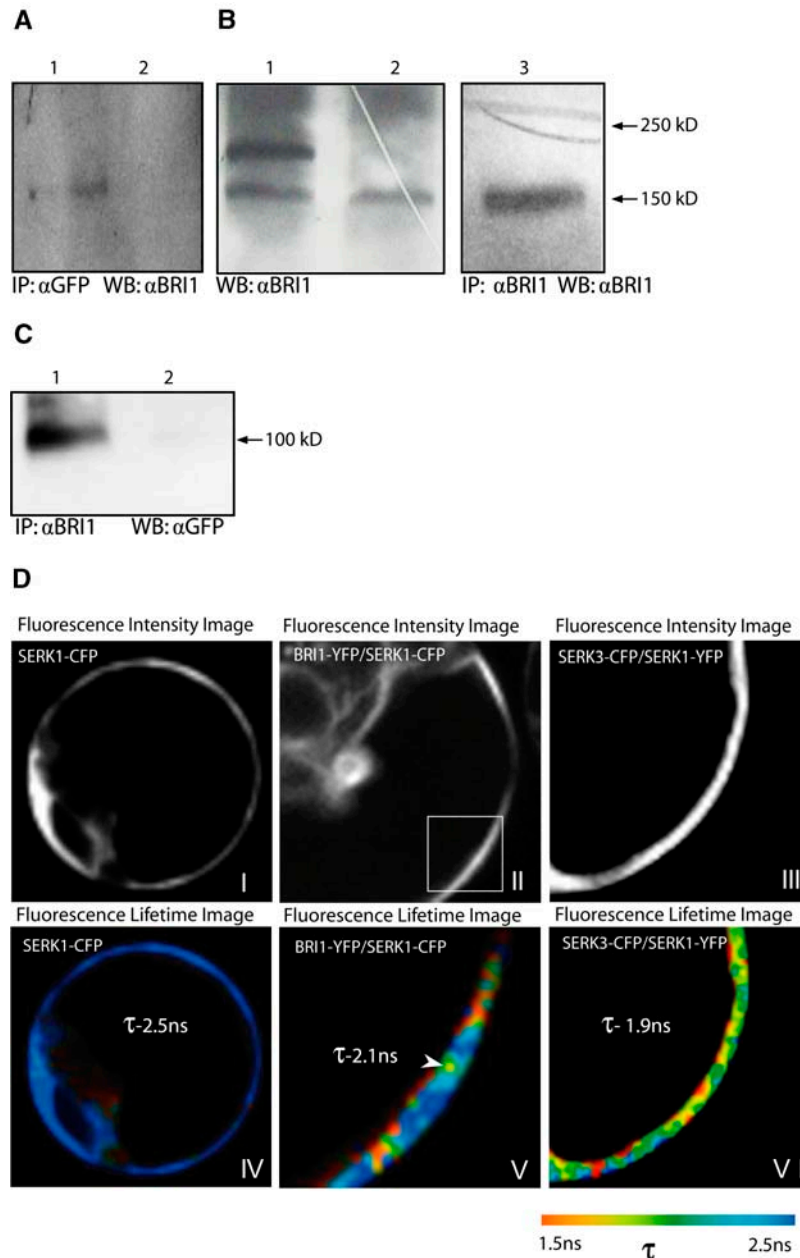 A
B
1 2
1 2
3
250 kD
150 kD
IP: αGFP WB: αBRI1
WB: αBRI1
IP: αBRI1 WB: αBRI1
C
1 2
100 kD
IP: αBRI1 WB: αGFP
D
Fluorescence Intensity Image
Fluorescence Intensity Image
Fluorescence Intensity Image
SERK1-CFP
BRI1-YFP/SERK1-CFP
SERK3-CFP/SERK1-YFP
I
II
III
Fluorescence Lifetime Image
Fluorescence Lifetime Image
Fluorescence Lifetime Image
SERK1-CFP
BRI1-YFP/SERK1-CFP
SERK3-CFP/SERK1-YFP
τ-2.5ns
τ-2.1ns
τ- 1.9ns
IV
V
V I
1.5ns τ 2.5ns